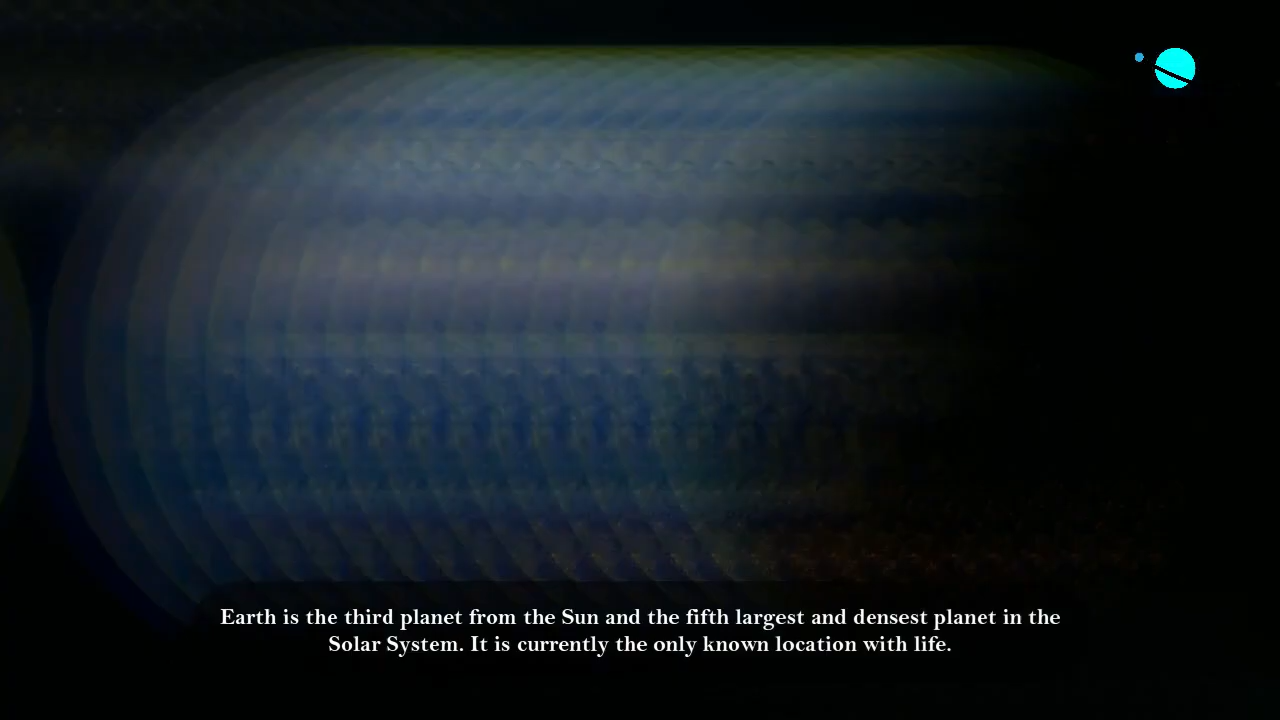 Earth is the third planet from the Sun and the fifth largest and densest planet in the
Solar System. It is currently the only known location with life.